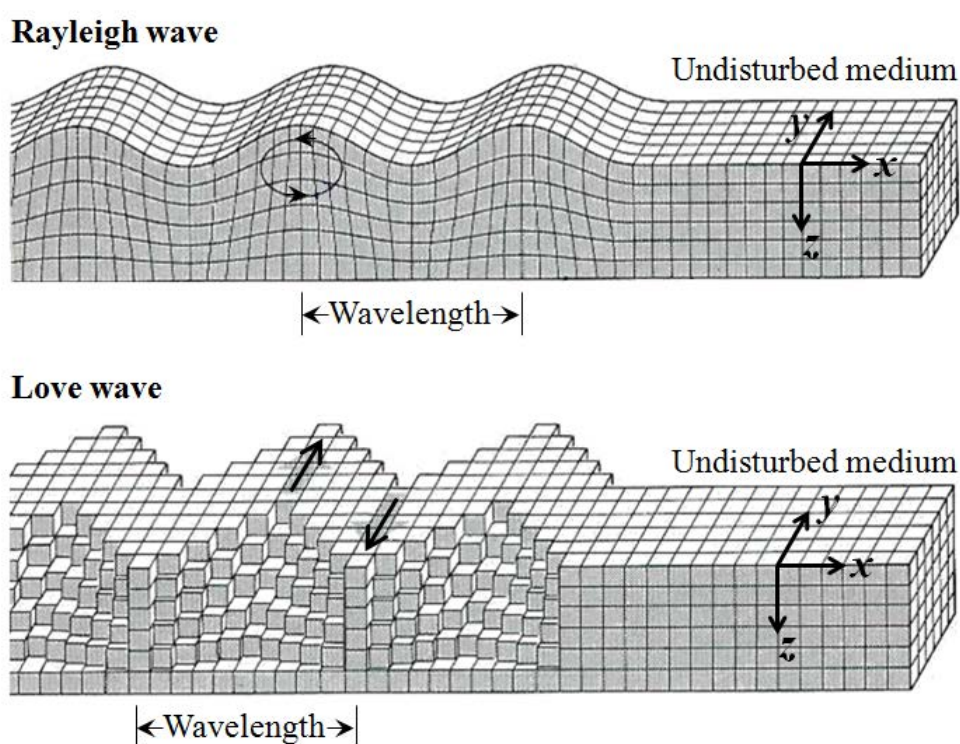 Rayleigh wave
Undisturbed medium
y
x
z
Wavelength
Love wave
Undisturbed medium
y
x
z
Wavelength